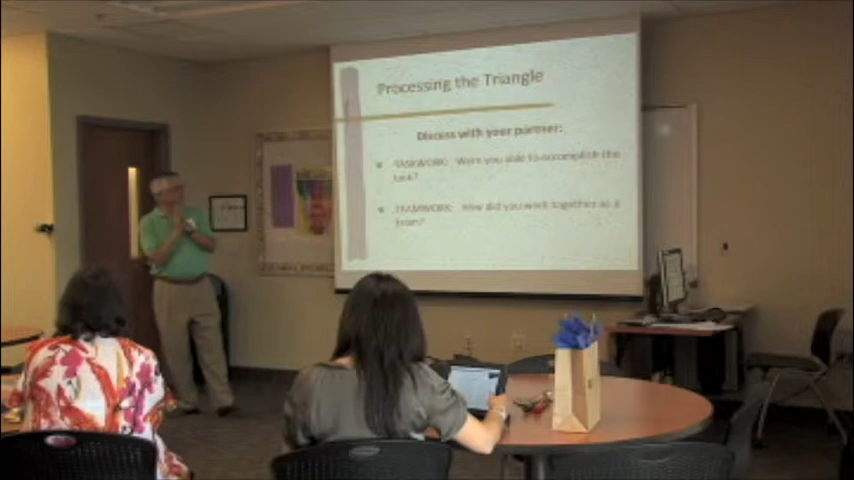 Processing the Triangle
Discuss with your partner:
TASKWORK: Were you able to accomplish the
task?
TEAMWORK: How did you work together as a
team?